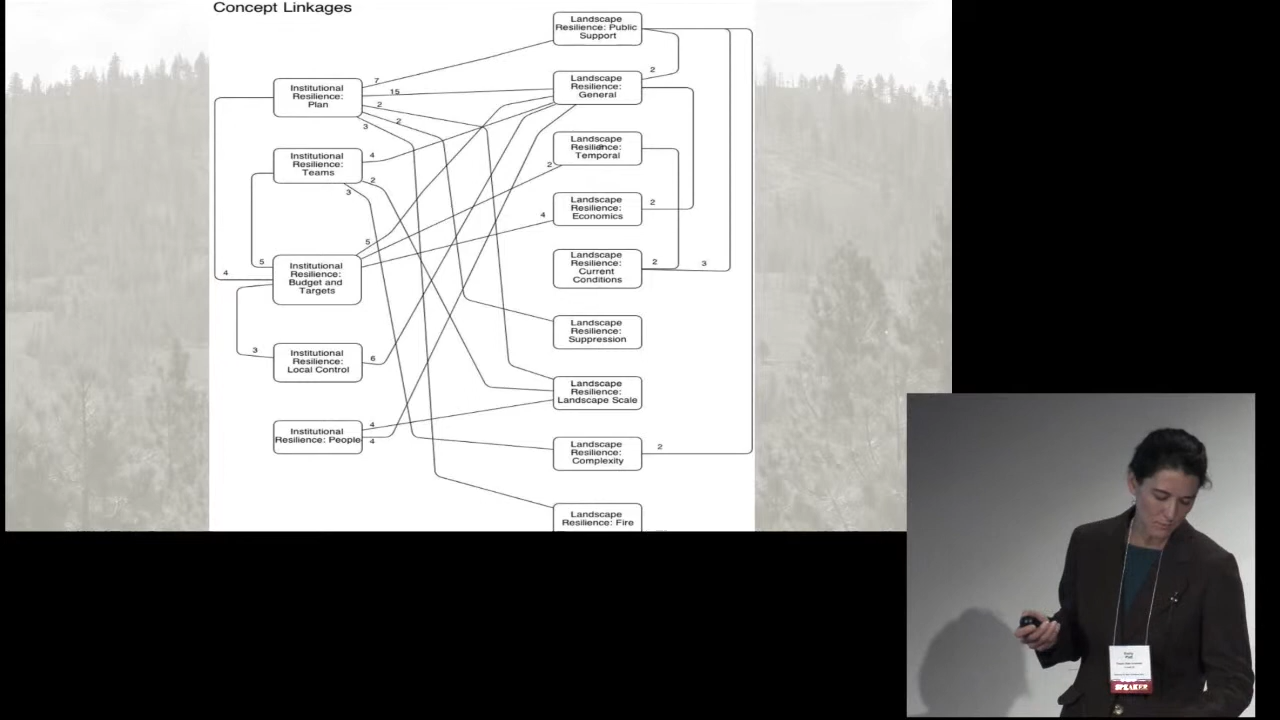 Concept Linkages
Landscape
Resilience: Public
Support
Institutional
Resilience:
Plan
7
15
2
2
3
Landscape
Resilience:
General
2
Institutional
Resilience:
Teams
4
2
3
Landscape
Resilience:
Temporal
2
Landscape
Resilience:
Economics
4
2
Institutional
Resilience:
Budget and
Targets
5
5
4
Landscape
Resilience:
Current
Conditions
2
3
Landscape
Resilience:
Suppression
Institutional
Resilience:
Local Control
3
6
Landscape
Resilience:
Landscape Scale
Institutional
Resilience: People
4
4
Landscape
Resilience:
Complexity
2
Landscape
Resilience: Fire
SPEAKER